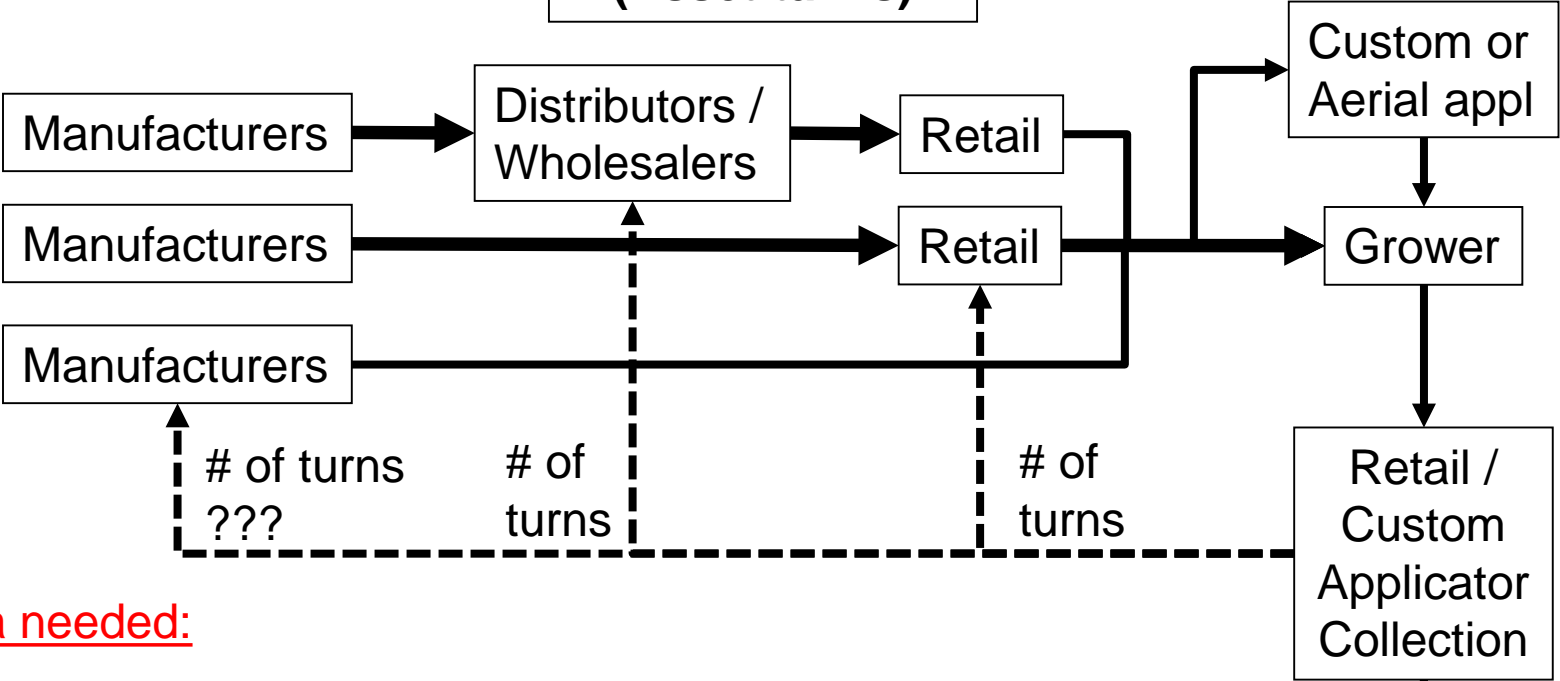 Custom or
Aerial appl
Distributors /
Wholesalers
Manufacturers
Retail
Manufacturers
Retail
Grower
Manufacturers
# of turns
???
# of
turns
# of
turns
Retail /
Custom
Applicator
Collection
needed: